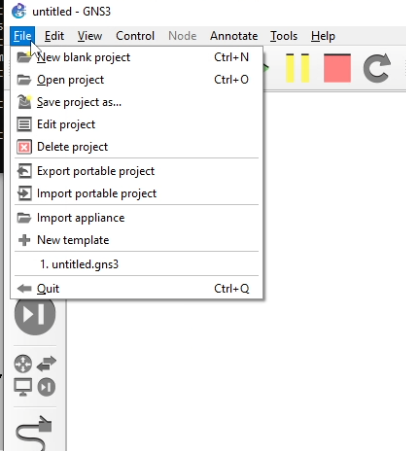 untitled - GNS3
File Edit View Control Node Annotate Tools Help
New blank project Ctrl+N
Open project Ctrl+O
Save project as...
Edit project
Delete project
Export portable project
Import portable project
Import appliance
New template
1. untitled.gns3
Quit Ctrl+Q